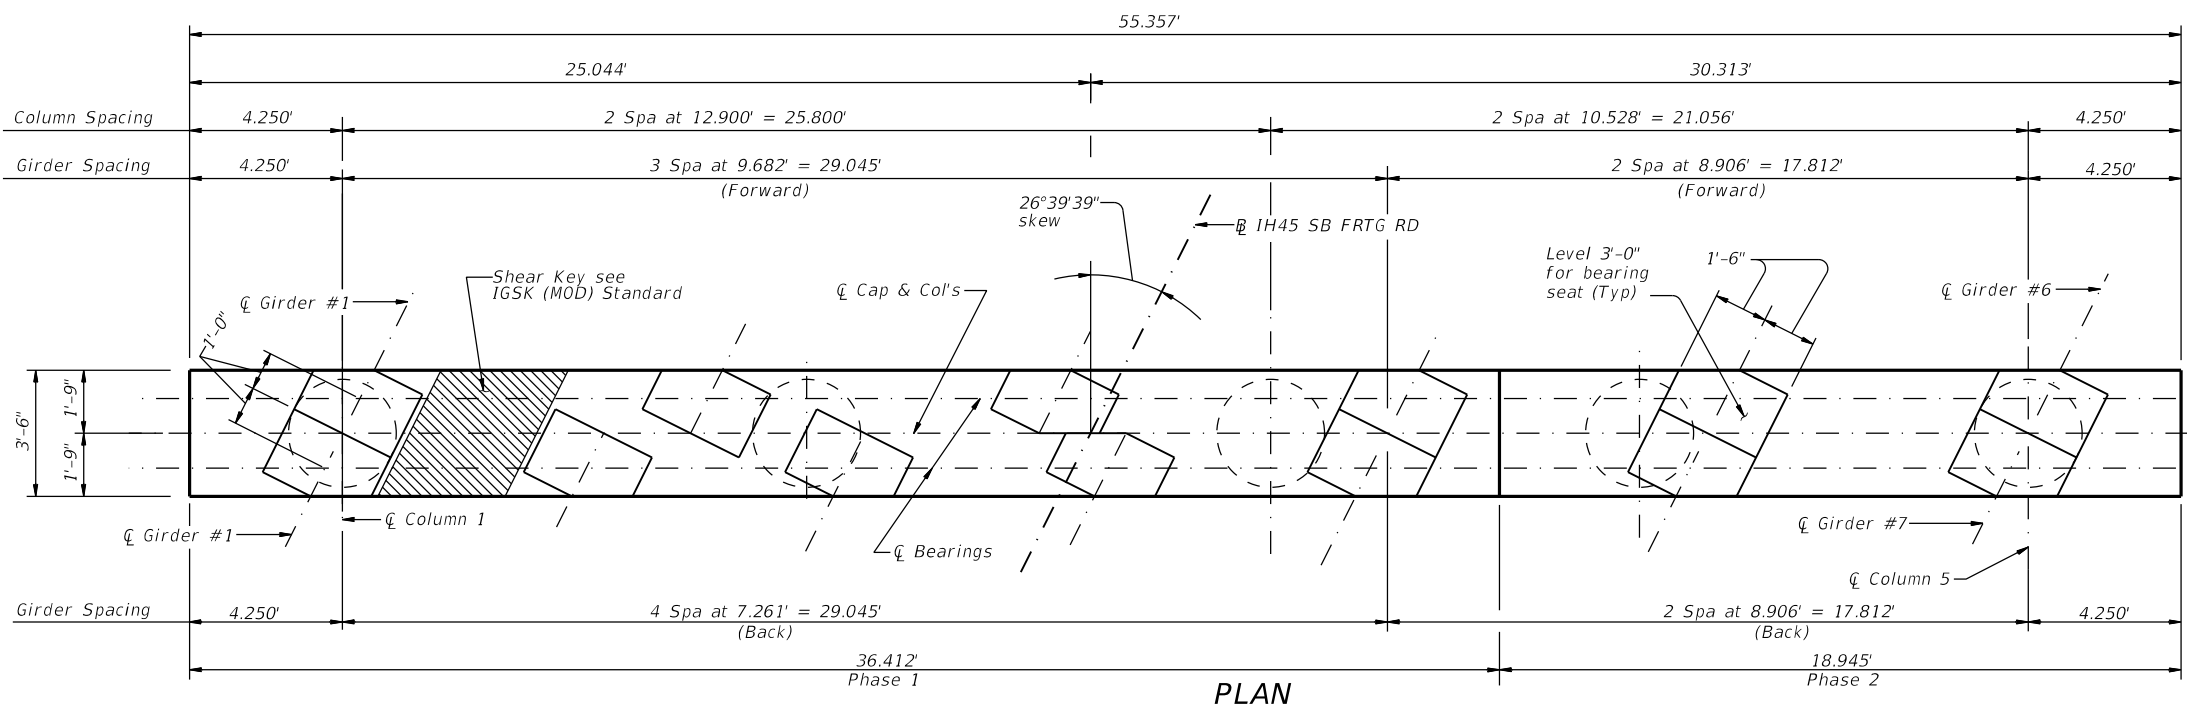 55.357'
25.044'
30.313'
Column Spacing
4.250'
2 Spa at 12.900' = 25.800'
2 Spa at 10.528' = 21.056'
4.250'
Girder Spacing
4.250'
3 Spa at 9.682' = 29.045'
(Forward)
2 Spa at 8.906' = 17.812'
(Forward)
4.250'
26°39'39"
skew
℄ IH45 SB FRTG RD
Shear Key see
IGSK (MOD) Standard
℄ Girder #1
℄ Cap & Col's
Level 3'-0"
for bearing
seat (Typ)
1'-6"
℄ Girder #6
1'-0"
3'-6"
1'-9"
1'-9"
℄ Girder #1
℄ Column 1
℄ Bearings
℄ Girder #7
℄ Column 5
Girder Spacing
4.250'
4 Spa at 7.261' = 29.045'
(Back)
2 Spa at 8.906' = 17.812'
(Back)
4.250'
36.412'
Phase 1
18.945'
Phase 2
PLAN